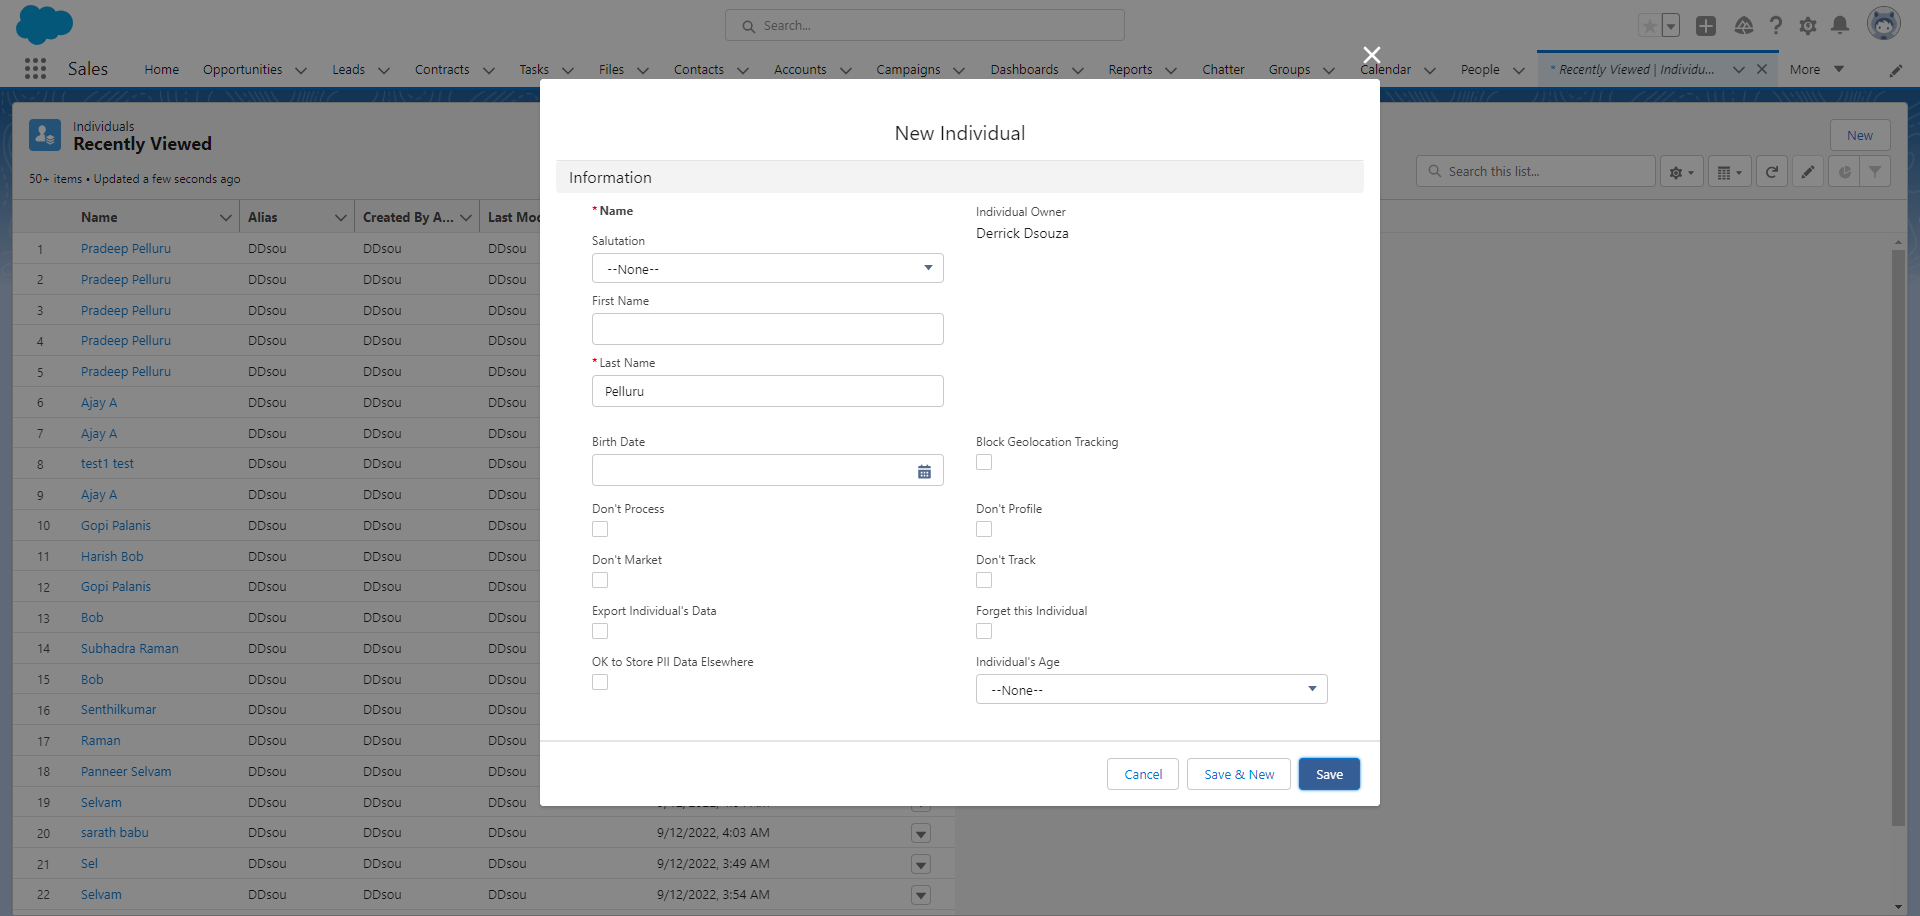 Search...
Sales
Home
Opportunities
Leads
Contracts
Tasks
Files
Contacts
Accounts
Campaigns
Dashboards
Reports
Chatter
Groups
Calendar
People
* Recently Viewed | Individu...
More
Individuals
Recently Viewed
50+ items • Updated a few seconds ago
New
Search this list...
Name
Alias
Created By A...
Last Mod
1 Pradeep Pelluru DDsou DDsou DDsou
2 Pradeep Pelluru DDsou DDsou DDsou
3 Pradeep Pelluru DDsou DDsou DDsou
4 Pradeep Pelluru DDsou DDsou DDsou
5 Pradeep Pelluru DDsou DDsou DDsou
6 Ajay A DDsou DDsou DDsou
7 Ajay A DDsou DDsou DDsou
8 test1 test DDsou DDsou DDsou
9 Ajay A DDsou DDsou DDsou
10 Gopi Palanis DDsou DDsou DDsou
11 Harish Bob DDsou DDsou DDsou
12 Gopi Palanis DDsou DDsou DDsou
13 Bob DDsou DDsou DDsou
14 Subhadra Raman DDsou DDsou DDsou
15 Bob DDsou DDsou DDsou
16 Senthilkumar DDsou DDsou DDsou
17 Raman DDsou DDsou DDsou
18 Panneer Selvam DDsou DDsou DDsou
19 Selvam DDsou DDsou DDsou
20 sarath babu DDsou DDsou DDsou 9/12/2022, 4:03 AM
21 Sel DDsou DDsou DDsou 9/12/2022, 3:49 AM
22 Selvam DDsou DDsou DDsou 9/12/2022, 3:54 AM
New Individual
Information
* Name
Individual Owner
Derrick Dsouza
Salutation
--None--
First Name
* Last Name
Pelluru
Birth Date
Block Geolocation Tracking
Don't Process
Don't Profile
Don't Market
Don't Track
Export Individual's Data
Forget this Individual
OK to Store PII Data Elsewhere
Individual's Age
--None--
Cancel
Save & New
Save